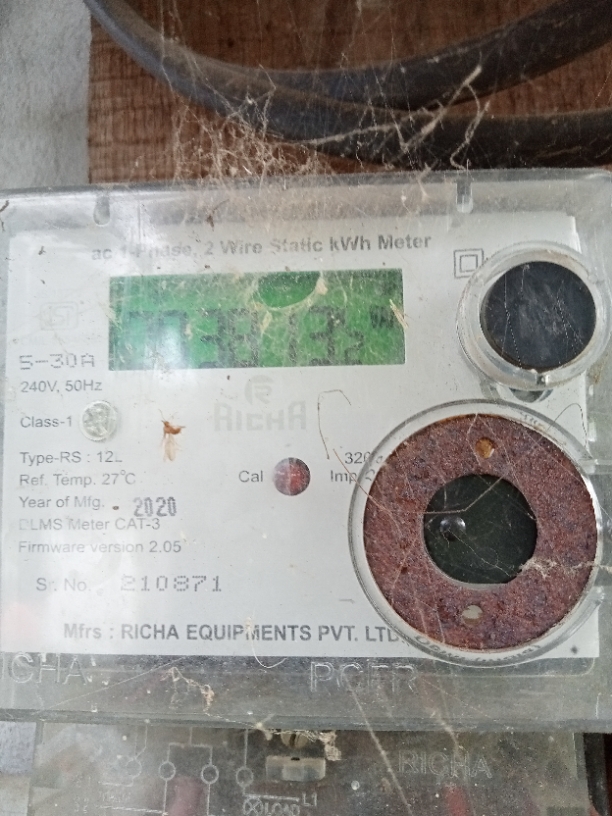 ac 1-Phase, 2 Wire Static kWh Meter
5-30A
240V, 50Hz
RICHA
Class-1
Type-RS :
Ref. Temp. 27°C
Cal
Year of Mfg. - 2020
DLMS Meter CAT-3
Firmware version 2.05
Sr. No. 210871
Mfrs : RICHA EQUIPMENTS PVT. LTD.
RICHA
L1
LOAD